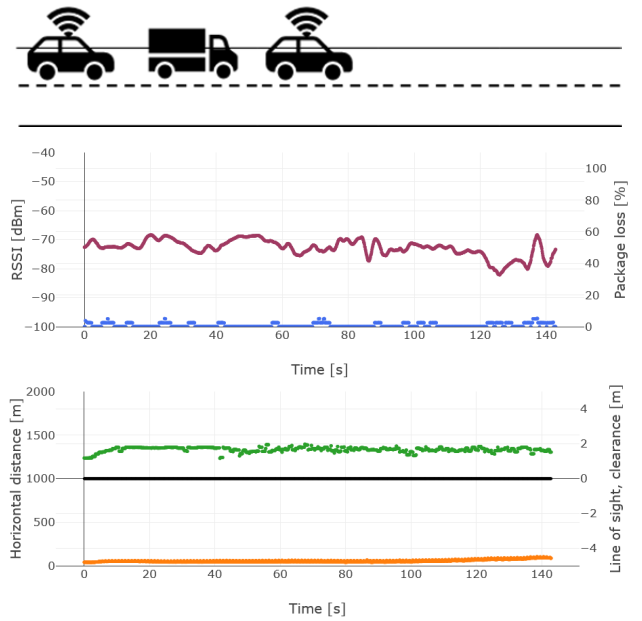 −40
−50
−60
−70
−80
−90
−100
RSSI [dBm]
100
80
60
40
20
0
Package loss [%]
0 20 40 60 80 100 120 140
Time [s]
2000
1500
1000
500
0
Horizontal distance [m]
4
2
0
−2
−4
Line of sight, clearance [m]
0 20 40 60 80 100 120 140
Time [s]